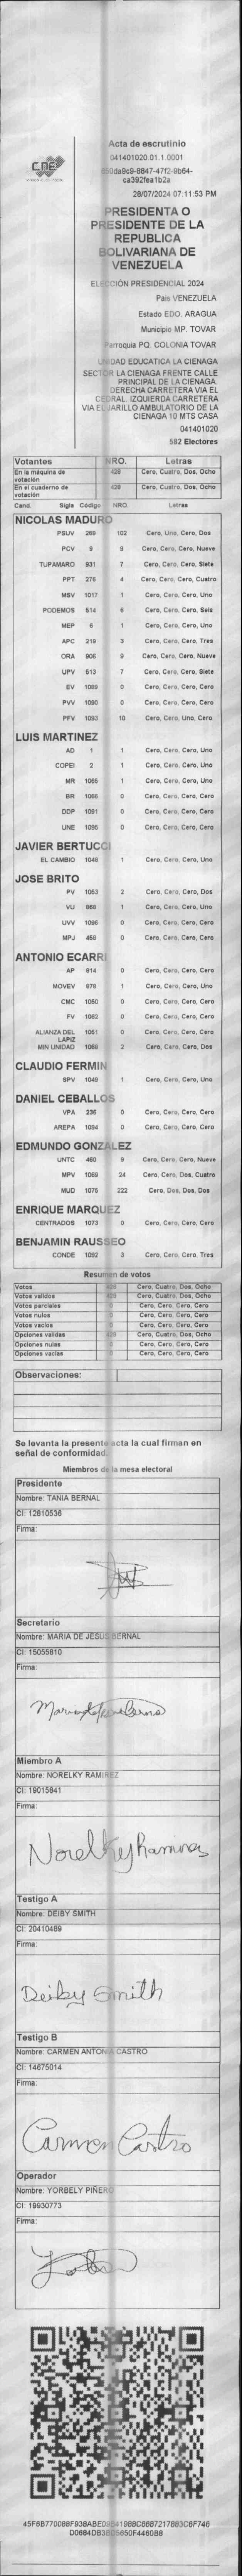 CNE
Acta de escrutinio
041401020.01.1.0001
ca392fea1b2a
28/07/2024 07:11:53 PM
PRESIDENTA O
PRESIDENTE DE LA
REPUBLICA
BOLIVARIANA DE
VENEZUELA
ELECCIÓN PRESIDENCIAL 2024
Pais VENEZUELA
Estado EDO. ARAGUA
Municipio MP. TOVAR
Parroquia PQ. COLONIA TOVAR
UNIDAD EDUCATICA LA CIENAGA
SECTOR LA CIENAGA FRENTE CALLE
PRINCIPAL DE LA CIENAGA.
DERECHA CARRETERA VIA EL
CEDRAL. IZQUIERDA CARRETERA
VIA EL JARILLO AMBULATORIO DE LA
CIENAGA 10 MTS CASA
041401020
582 Electores
Votantes NRO. Letras
En la máquina de votación 428 Cero, Cuatro, Dos, Ocho
En el cuaderno de votación 428 Cero, Cuatro, Dos, Ocho
Cand. Sigla Código NRO. Letras
NICOLAS MADURO
PSUV 269 102 Cero, Uno, Cero, Dos
PCV 9 9 Cero, Cero, Cero, Nueve
TUPAMARO 931 7 Cero, Cero, Cero, Siete
PPT 275 4 Cero, Cero, Cero, Cuatro
MSV 1017 1 Cero, Cero, Cero, Uno
PODEMOS 514 6 Cero, Cero, Cero, Seis
MEP 6 1 Cero, Cero, Cero, Uno
APC 219 3 Cero, Cero, Cero, Tres
ORA 906 9 Cero, Cero, Cero, Nueve
UPV 513 7 Cero, Cero, Cero, Siete
EV 1089 0 Cero, Cero, Cero, Cero
PVV 1090 0 Cero, Cero, Cero, Cero
PFV 1093 10 Cero, Cero, Uno, Cero
LUIS MARTINEZ
AD 1 1 Cero, Cero, Cero, Uno
COPEI 2 1 Cero, Cero, Cero, Uno
MR 1065 1 Cero, Cero, Cero, Uno
BR 1066 0 Cero, Cero, Cero, Cero
DDP 1091 0 Cero, Cero, Cero, Cero
UNE 1095 0 Cero, Cero, Cero, Cero
JAVIER BERTUCCI
EL CAMBIO 1048 1 Cero, Cero, Cero, Uno
JOSE BRITO
PV 1053 2 Cero, Cero, Cero, Dos
VU 868 1 Cero, Cero, Cero, Uno
UVV 1096 0 Cero, Cero, Cero, Cero
MPJ 458 0 Cero, Cero, Cero, Cero
ANTONIO ECARRI
AP 814 0 Cero, Cero, Cero, Cero
MOVEV 978 1 Cero, Cero, Cero, Uno
CMC 1050 0 Cero, Cero, Cero, Cero
FV 1082 0 Cero, Cero, Cero, Cero
ALIANZA DEL LAPIZ 1051 0 Cero, Cero, Cero, Cero
MIN UNIDAD 1068 2 Cero, Cero, Cero, Dos
CLAUDIO FERMIN
SPV 1049 1 Cero, Cero, Cero, Uno
DANIEL CEBALLOS
VPA 236 0 Cero, Cero, Cero, Cero
AREPA 1094 0 Cero, Cero, Cero, Cero
EDMUNDO GONZALEZ
UNTC 460 9 Cero, Cero, Cero, Nueve
MPV 1069 24 Cero, Cero, Dos, Cuatro
MUD 1075 222 Cero, Dos, Dos, Dos
ENRIQUE MARQUEZ
CENTRADOS 1073 0 Cero, Cero, Cero, Cero
BENJAMIN RAUSSEO
CONDE 1092 3 Cero, Cero, Cero, Tres
Resumen de votos
Votos 428 Cero, Cuatro, Dos, Ocho
Votos validos 428 Cero, Cuatro, Dos, Ocho
Votos parciales 0 Cero, Cero, Cero, Cero
Votos nulos 0 Cero, Cero, Cero, Cero
Votos vacios 0 Cero, Cero, Cero, Cero
Opciones validas 428 Cero, Cuatro, Dos, Ocho
Opciones nulas 0 Cero, Cero, Cero, Cero
Opciones vacias 0 Cero, Cero, Cero, Cero
Observaciones:
Se levanta la presente acta la cual firman en
señal de conformidad.
Miembros de la mesa electoral
Presidente
Nombre: TANIA BERNAL
CI: 12810536
Firma:
Secretario
Nombre: MARIA DE JESUS BERNAL
CI: 15055810
Firma:
Miembro A
Nombre: NORELKY RAMIREZ
CI: 19015841
Firma:
Norelky Ramirez
Testigo A
Nombre: DEIBY SMITH
CI: 20410489
Firma:
Deiby Smith
Testigo B
Nombre: CARMEN ANTONIA CASTRO
CI: 14675014
Firma:
Carmen Castro
Operador
Nombre: YORBELY PIÑERO
CI: 19930773
Firma: